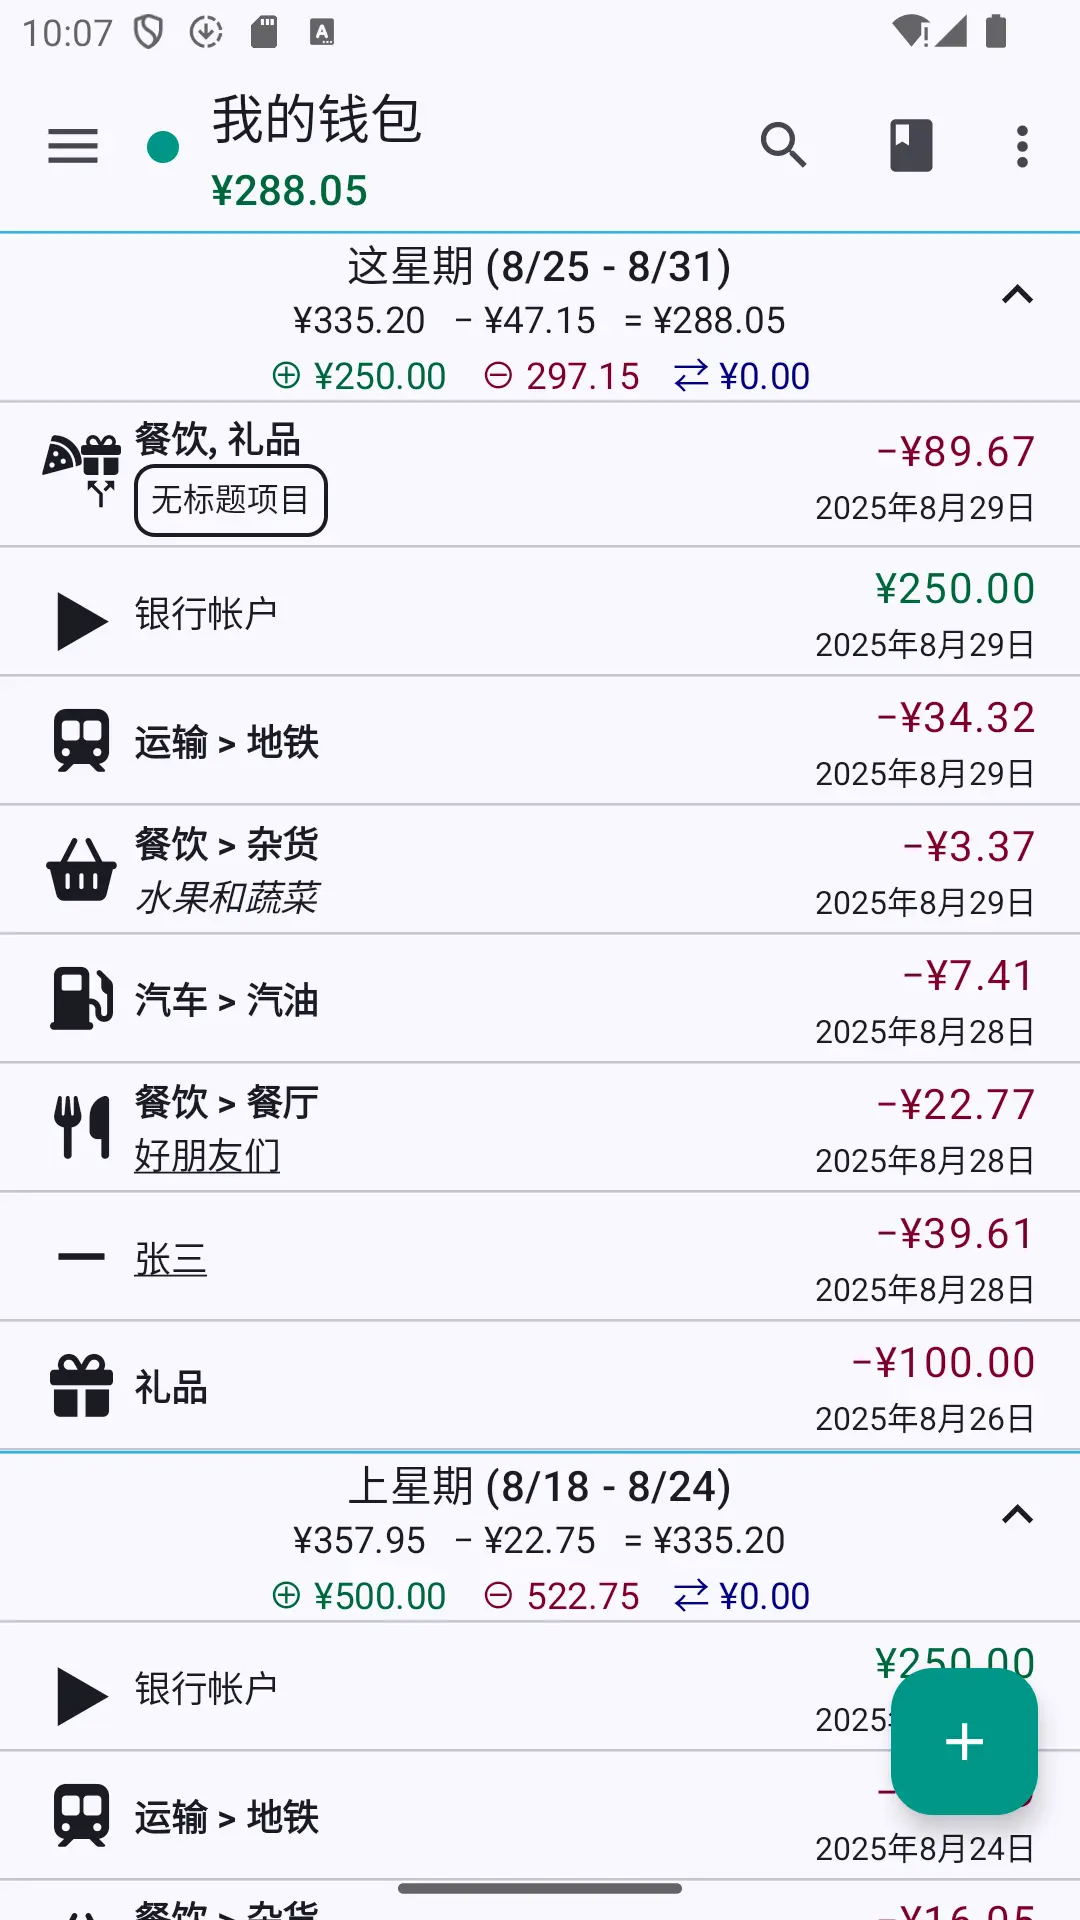 10:07
我的钱包
¥288.05
这星期 (8/25 - 8/31)
¥335.20 − ¥47.15 = ¥288.05
⊕ ¥250.00 ⊖ 297.15 ⇄ ¥0.00
餐饮, 礼品
−¥89.67
无标题项目
2025年8月29日
¥250.00
银行帐户
2025年8月29日
−¥34.32
运输 > 地铁
2025年8月29日
餐饮 > 杂货
−¥3.37
水果和蔬菜
2025年8月29日
−¥7.41
汽车 > 汽油
2025年8月28日
餐饮 > 餐厅
−¥22.77
好朋友们
2025年8月28日
−¥39.61
张三
2025年8月28日
−¥100.00
礼品
2025年8月26日
上星期 (8/18 - 8/24)
¥357.95 − ¥22.75 = ¥335.20
⊕ ¥500.00 ⊖ 522.75 ⇄ ¥0.00
¥250.00
银行帐户
2025
运输 > 地铁
2025年8月24日
餐饮 > 杂货
−¥16.05